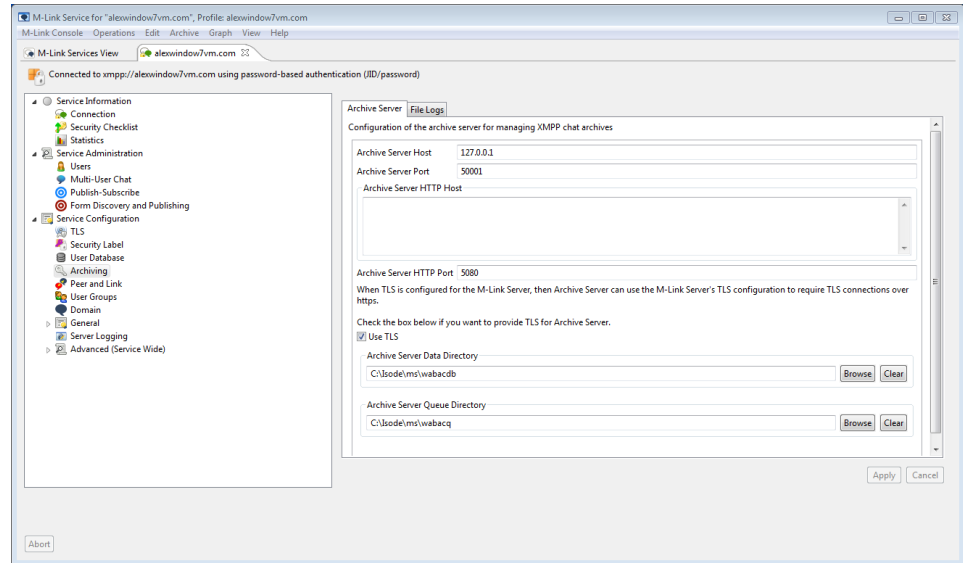 M-Link Service for "alexwindow7vm.com", Profile: alexwindow7vm.com
M-Link Console Operations Edit Archive Graph View Help
M-Link Services View alexwindow7vm.com
Connected to xmpp://alexwindow7vm.com using password-based authentication (JID/password)
Service Information
Connection
Security Checklist
Statistics
Service Administration
Users
Multi-User Chat
Publish-Subscribe
Form Discovery and Publishing
Service Configuration
TLS
Security Label
User Database
Archiving
Peer and Link
User Groups
Domain
General
Server Logging
Advanced (Service Wide)
Archive Server File Logs
Configuration of the archive server for managing XMPP chat archives
Archive Server Host 127.0.0.1
Archive Server Port 50001
Archive Server HTTP Host
Archive Server HTTP Port 5080
When TLS is configured for the M-Link Server, then Archive Server can use the M-Link Server's TLS configuration to require TLS connections over
https.
Check the box below if you want to provide TLS for Archive Server.
Use TLS
Archive Server Data Directory
C:\Isode\ms\wabacdb Browse Clear
Archive Server Queue Directory
C:\Isode\ms\wabacq Browse Clear
Apply Cancel
Abort